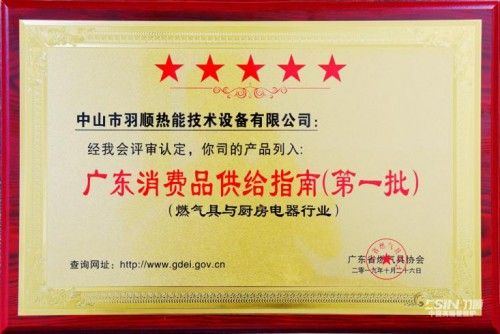 中山市羽顺热能技术设备有限公司:
经我会评审认定,你司的产品列入:
广东消费品供给指南(第一批)
(燃气具与厨房电器行业)
查询网址: http://www.gdei.gov.cn
广东省燃气具协会
二零一九年十月二十六日